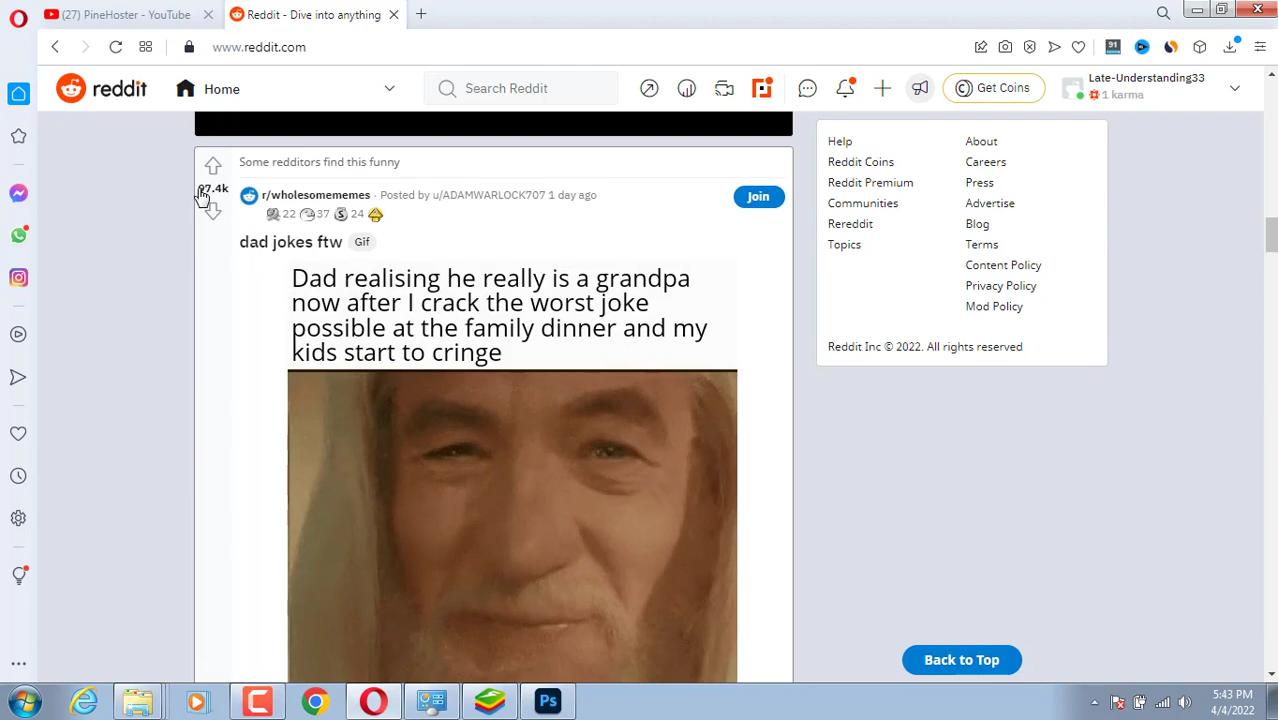 (27) PineHoster - YouTube
Reddit - Dive into anything
www.reddit.com
91
reddit
Home
Search Reddit
Get Coins
Late-Understanding33
1 karma
Some redditors find this funny
r/wholesomememes · Posted by u/ADAMWARLOCK707 1 day ago
Join
22 37 S 24
dad jokes ftw Gif
Dad realising he really is a grandpa
now after I crack the worst joke
possible at the family dinner and my
kids start to cringe
Help
About
Reddit Coins
Careers
Reddit Premium
Press
Communities
Advertise
Rereddit
Blog
Topics
Terms
Content Policy
Privacy Policy
Mod Policy
Reddit Inc © 2022. All rights reserved
Back to Top
Ps
5:43 PM
4/4/2022